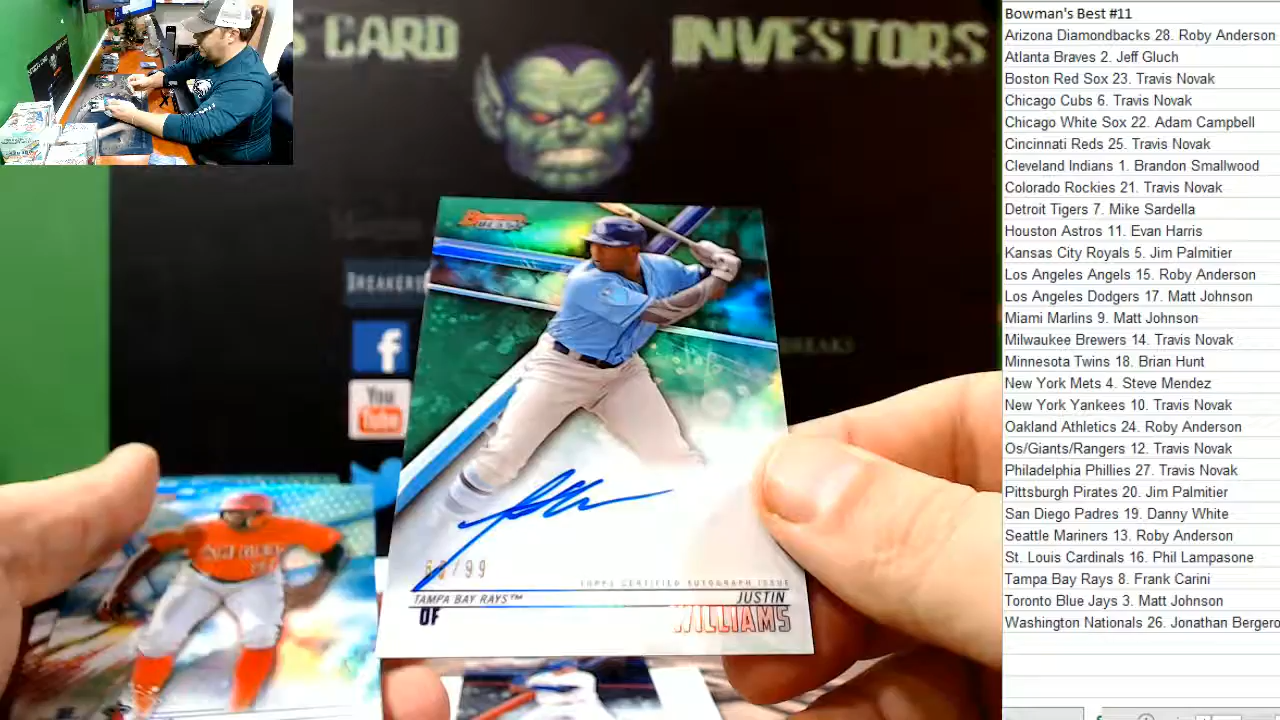 S CARD INVESTORS
BREAKERS
BREAKS
f
You
Tube
Bowman's
BEST
/99
TOPPS CERTIFIED AUTOGRAPH ISSUE
TAMPA BAY RAYS™
JUSTIN
OF
WILLIAMS
Bowman's Best #11
Arizona Diamondbacks 28. Roby Anderson
Atlanta Braves 2. Jeff Gluch
Boston Red Sox 23. Travis Novak
Chicago Cubs 6. Travis Novak
Chicago White Sox 22. Adam Campbell
Cincinnati Reds 25. Travis Novak
Cleveland Indians 1. Brandon Smallwood
Colorado Rockies 21. Travis Novak
Detroit Tigers 7. Mike Sardella
Houston Astros 11. Evan Harris
Kansas City Royals 5. Jim Palmitier
Los Angeles Angels 15. Roby Anderson
Los Angeles Dodgers 17. Matt Johnson
Miami Marlins 9. Matt Johnson
Milwaukee Brewers 14. Travis Novak
Minnesota Twins 18. Brian Hunt
New York Mets 4. Steve Mendez
New York Yankees 10. Travis Novak
Oakland Athletics 24. Roby Anderson
Os/Giants/Rangers 12. Travis Novak
Philadelphia Phillies 27. Travis Novak
Pittsburgh Pirates 20. Jim Palmitier
San Diego Padres 19. Danny White
Seattle Mariners 13. Roby Anderson
St. Louis Cardinals 16. Phil Lampasone
Tampa Bay Rays 8. Frank Carini
Toronto Blue Jays 3. Matt Johnson
Washington Nationals 26. Jonathan Bergero